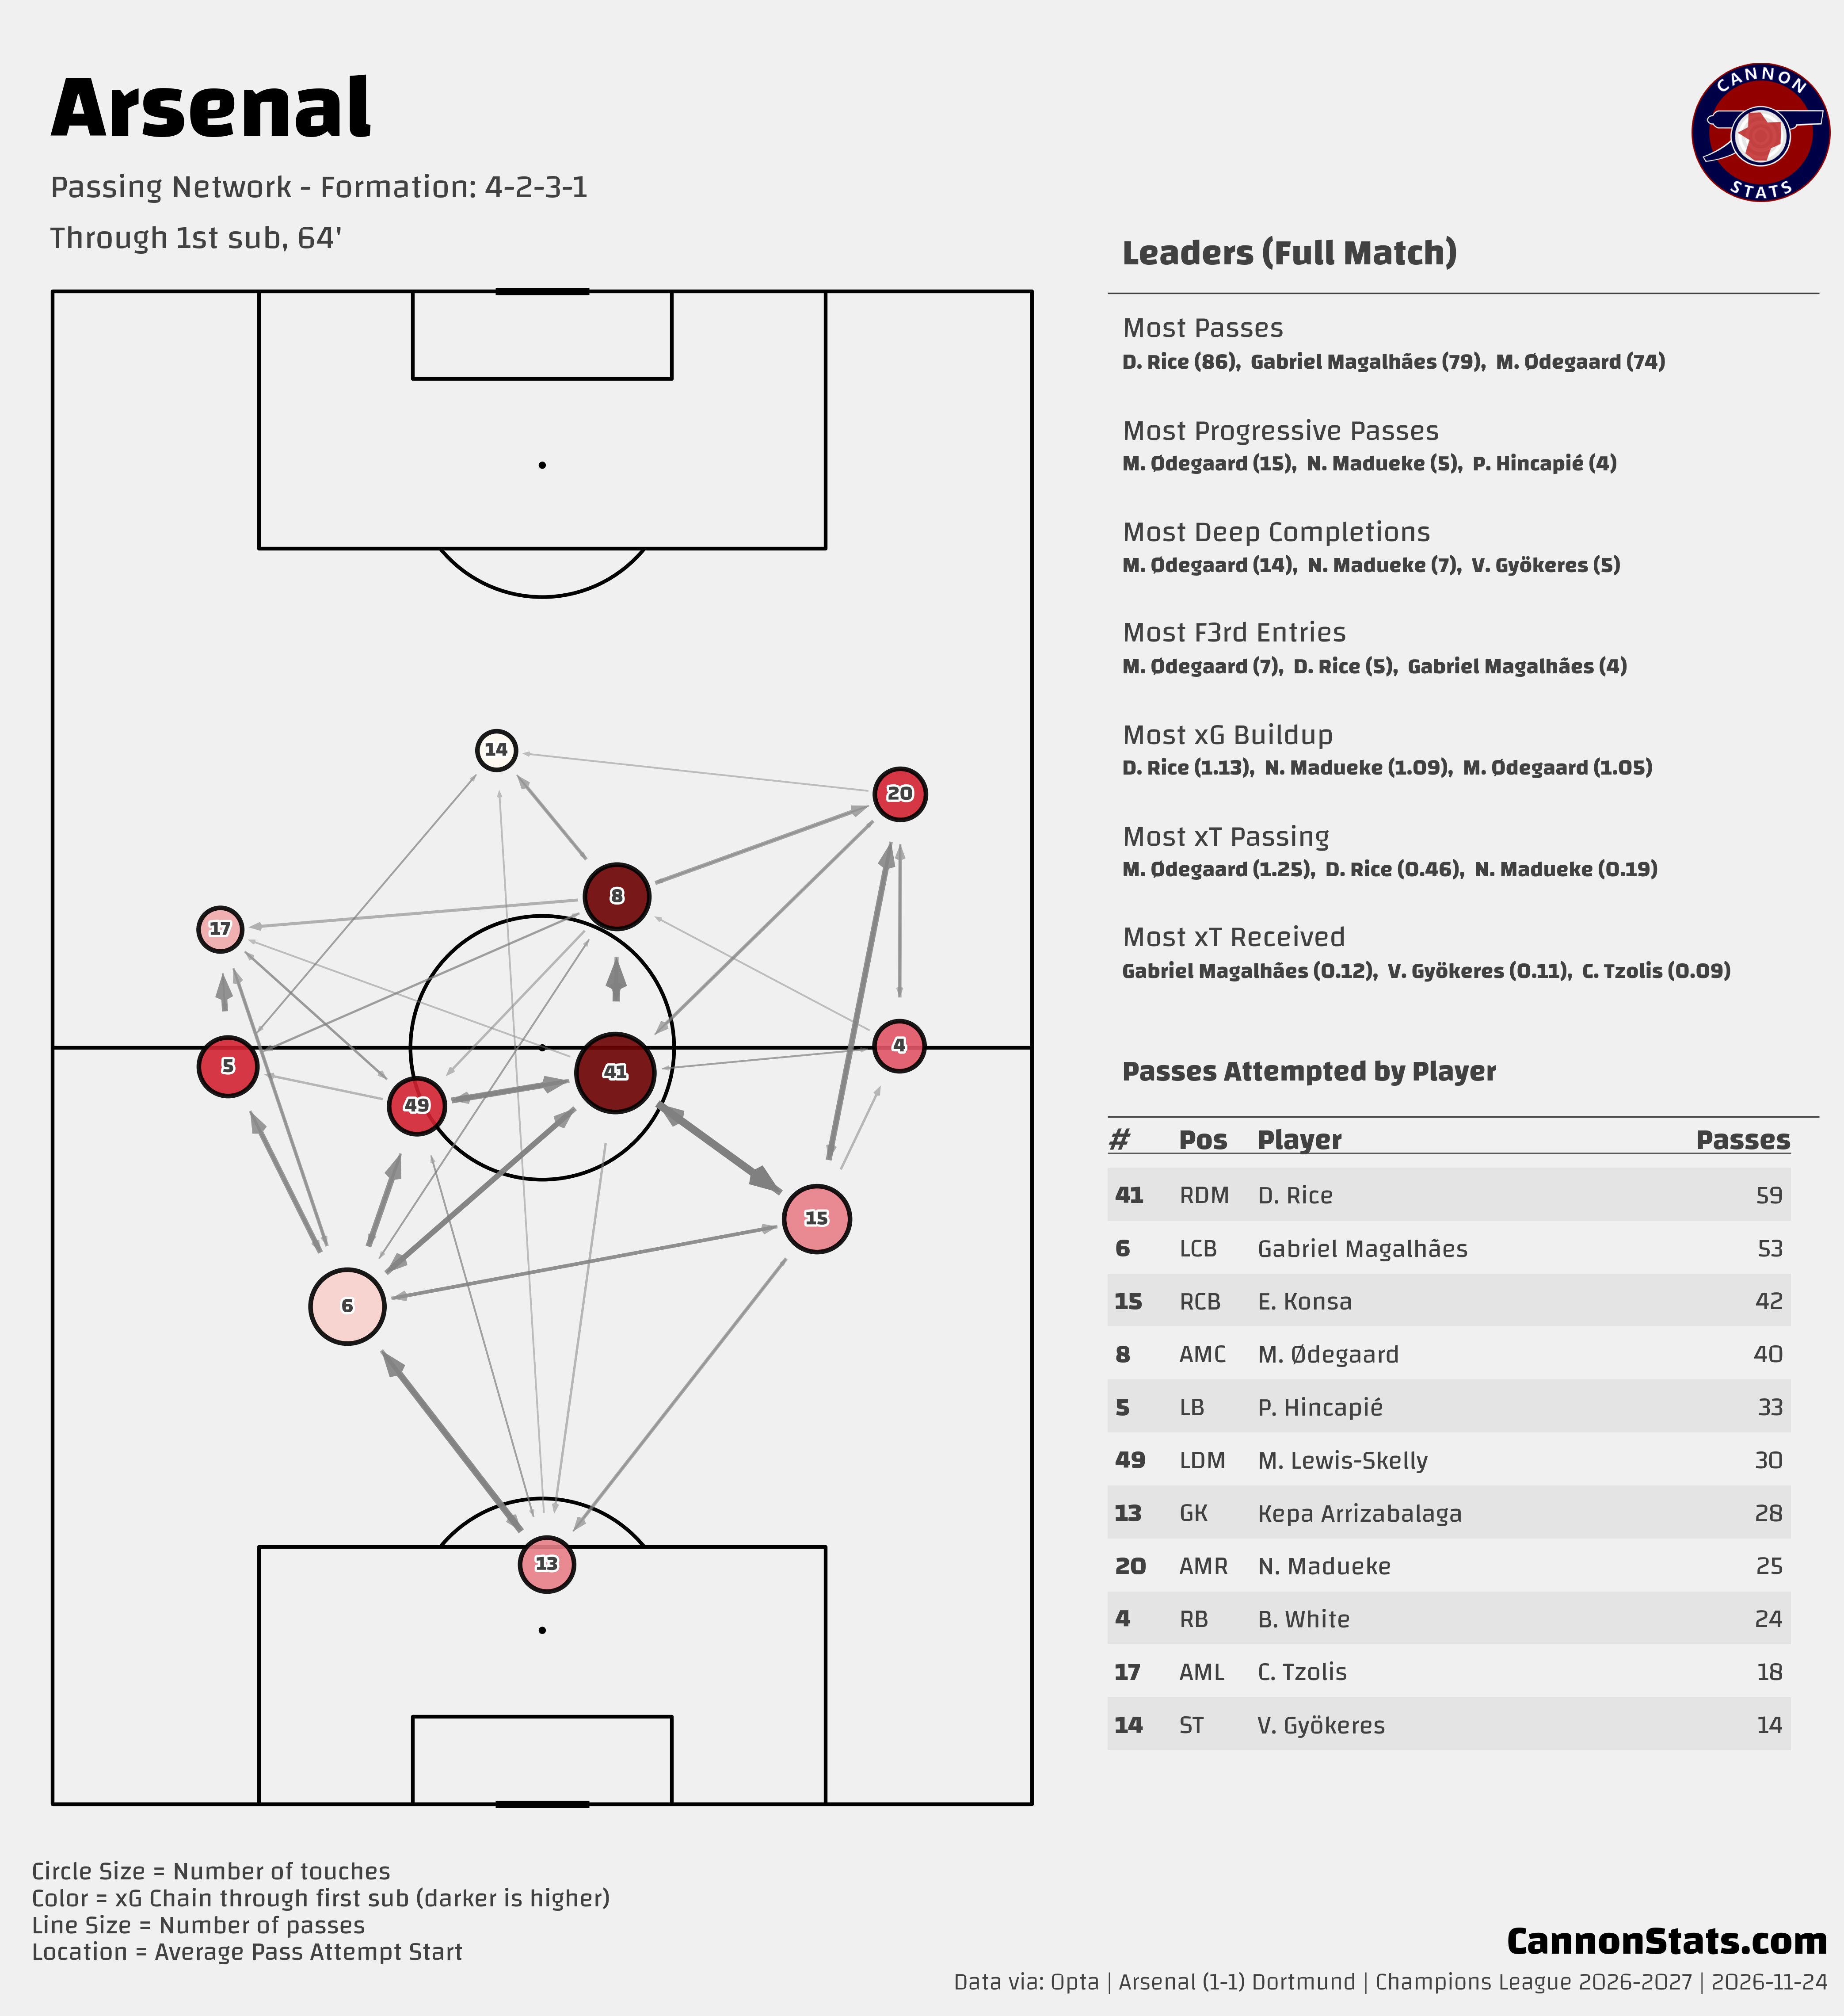 Arsenal
Passing Network - Formation: 4-2-3-1
Through 1st sub, 64'
CANNON
STATS
Leaders (Full Match)
Most Passes
D. Rice (86), Gabriel Magalhães (79), M. Ødegaard (74)
Most Progressive Passes
M. Ødegaard (15), N. Madueke (5), P. Hincapié (4)
Most Deep Completions
M. Ødegaard (14), N. Madueke (7), V. Gyökeres (5)
Most F3rd Entries
M. Ødegaard (7), D. Rice (5), Gabriel Magalhães (4)
Most xG Buildup
D. Rice (1.13), N. Madueke (1.09), M. Ødegaard (1.05)
Most xT Passing
M. Ødegaard (1.25), D. Rice (0.46), N. Madueke (0.19)
Most xT Received
Gabriel Magalhães (0.12), V. Gyökeres (0.11), C. Tzolis (0.09)
14
20
8
17
4
5
41
49
15
6
13
Passes Attempted by Player
# Pos Player Passes
41 RDM D. Rice 59
6 LCB Gabriel Magalhães 53
15 RCB E. Konsa 42
8 AMC M. Ødegaard 40
5 LB P. Hincapié 33
49 LDM M. Lewis-Skelly 30
13 GK Kepa Arrizabalaga 28
20 AMR N. Madueke 25
4 RB B. White 24
17 AML C. Tzolis 18
14 ST V. Gyökeres 14
Circle Size = Number of touches
Color = xG Chain through first sub (darker is higher)
Line Size = Number of passes
Location = Average Pass Attempt Start
CannonStats.com
Data via: Opta | Arsenal (1-1) Dortmund | Champions League 2026-2027 | 2026-11-24